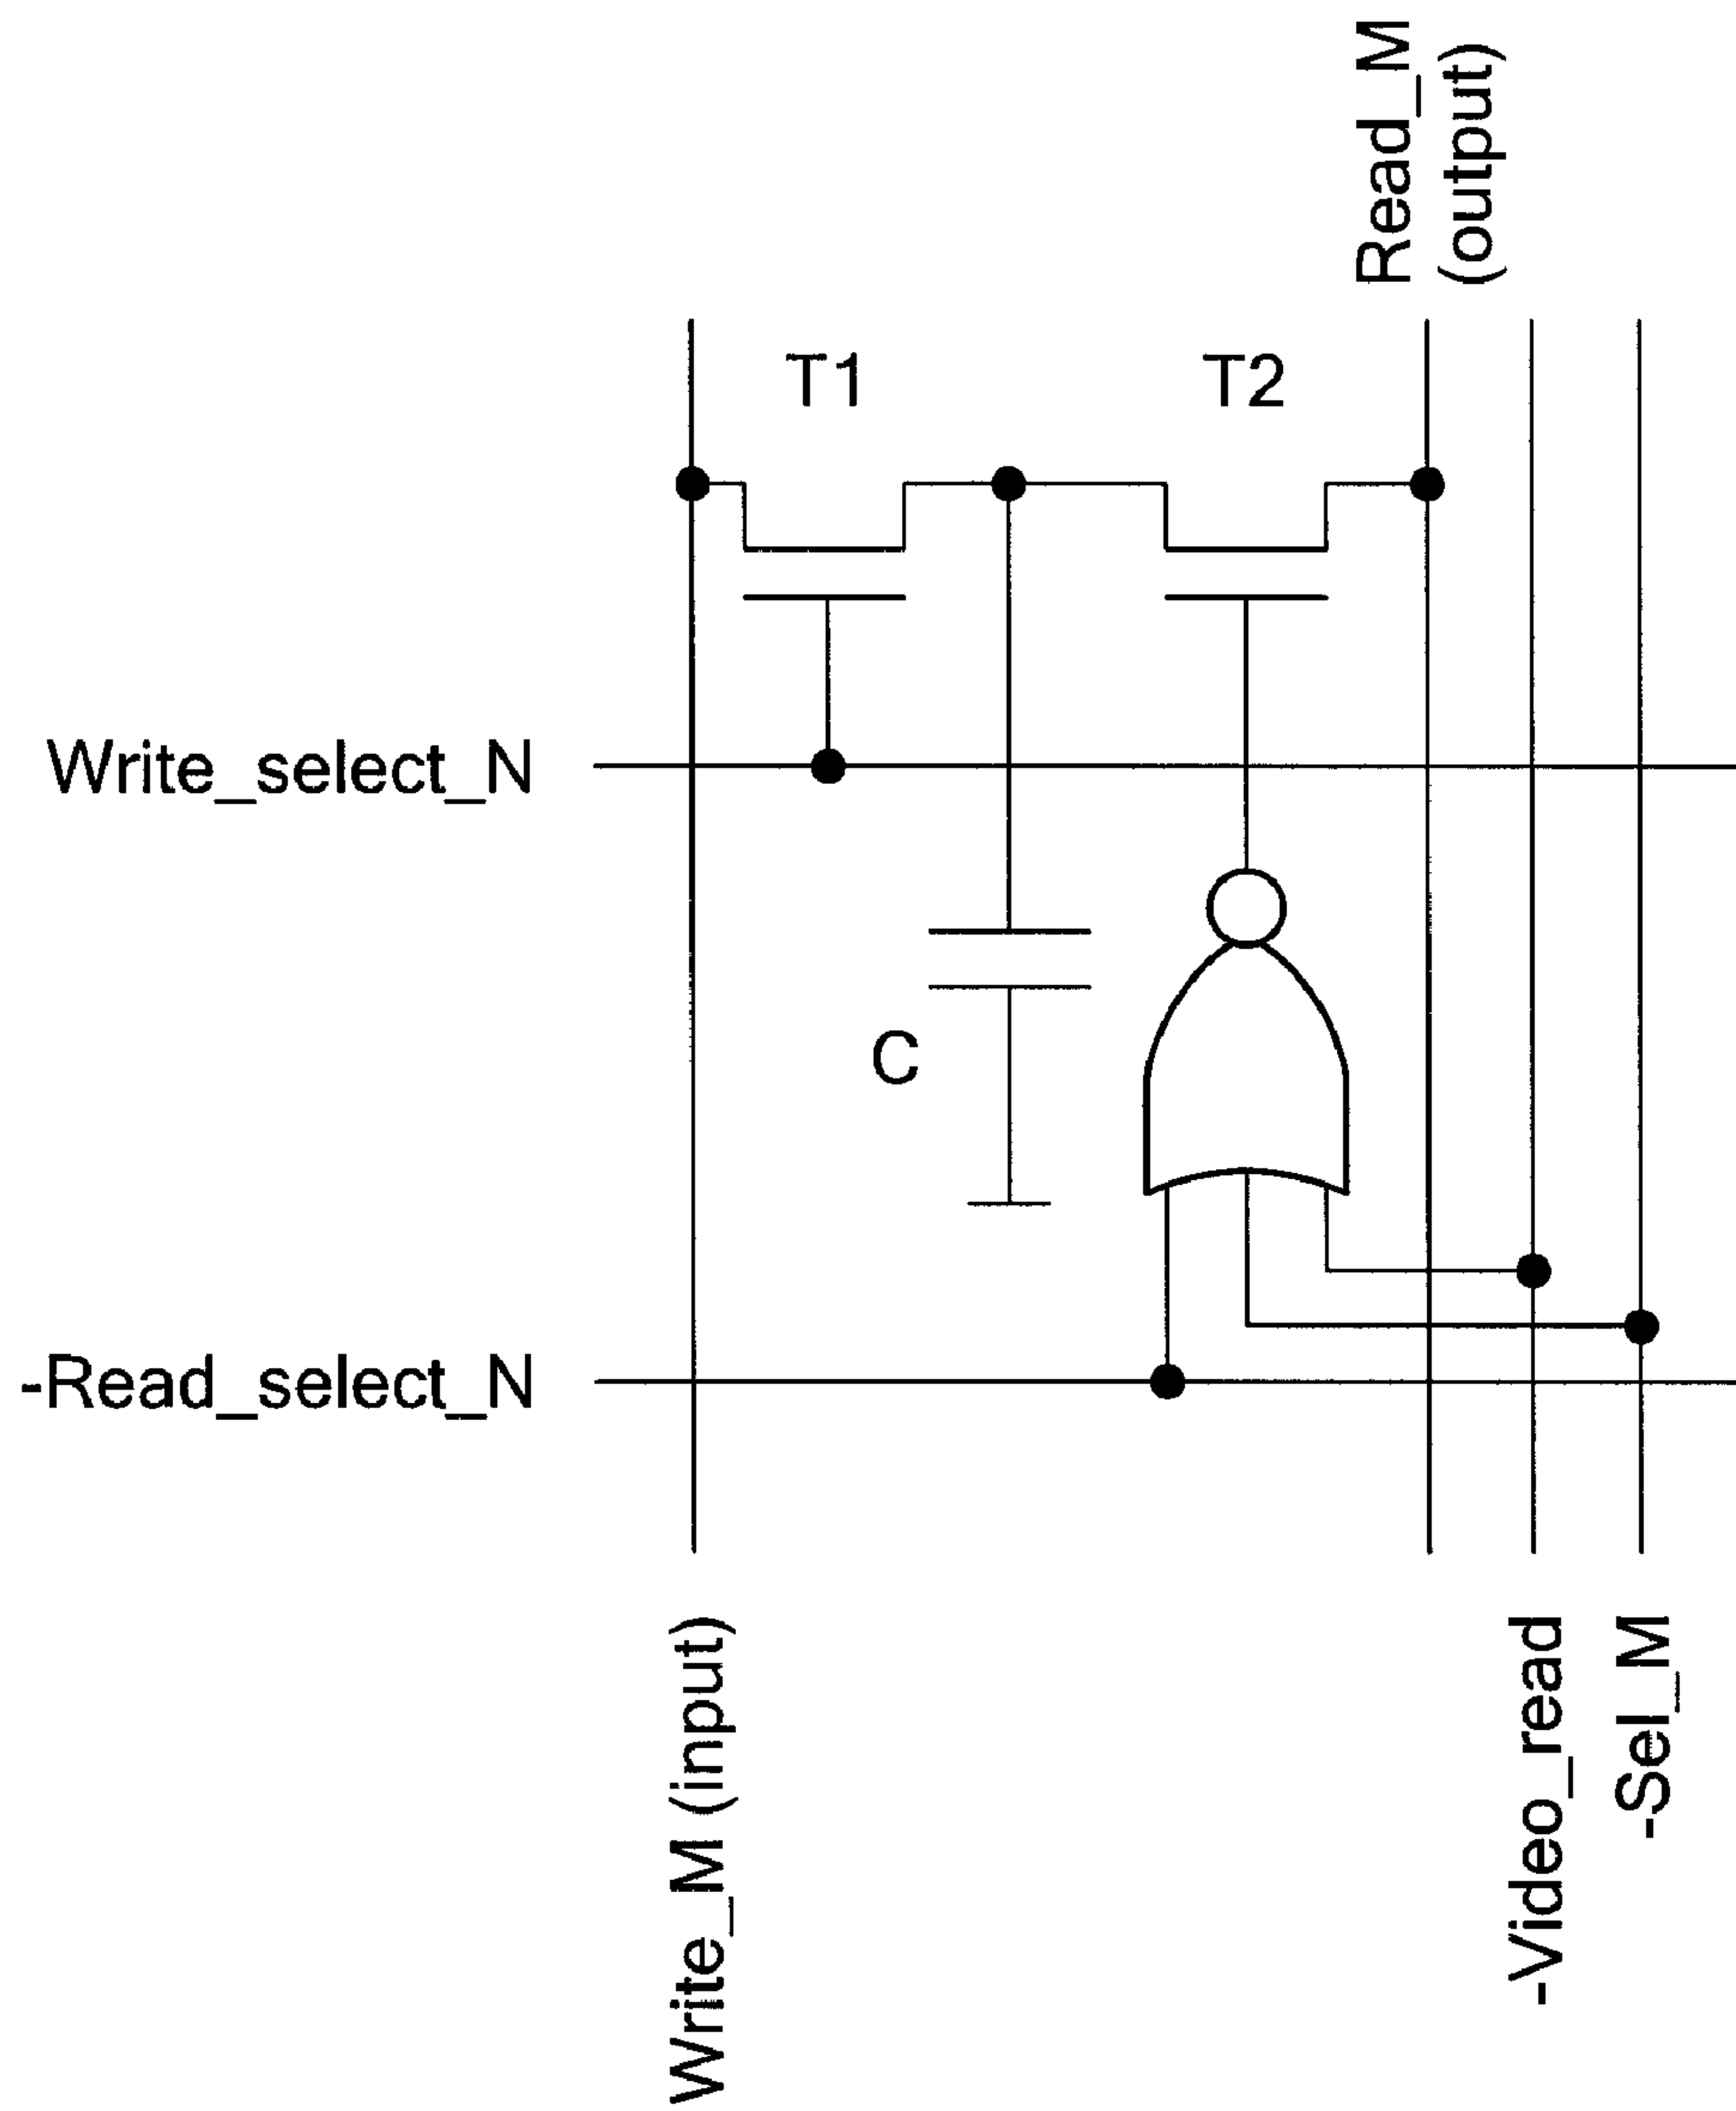 Read_M
(output)
T1
T2
Write_select_N
C
-Read_select_N
Write_M (input)
-Video_read
-Sel_M